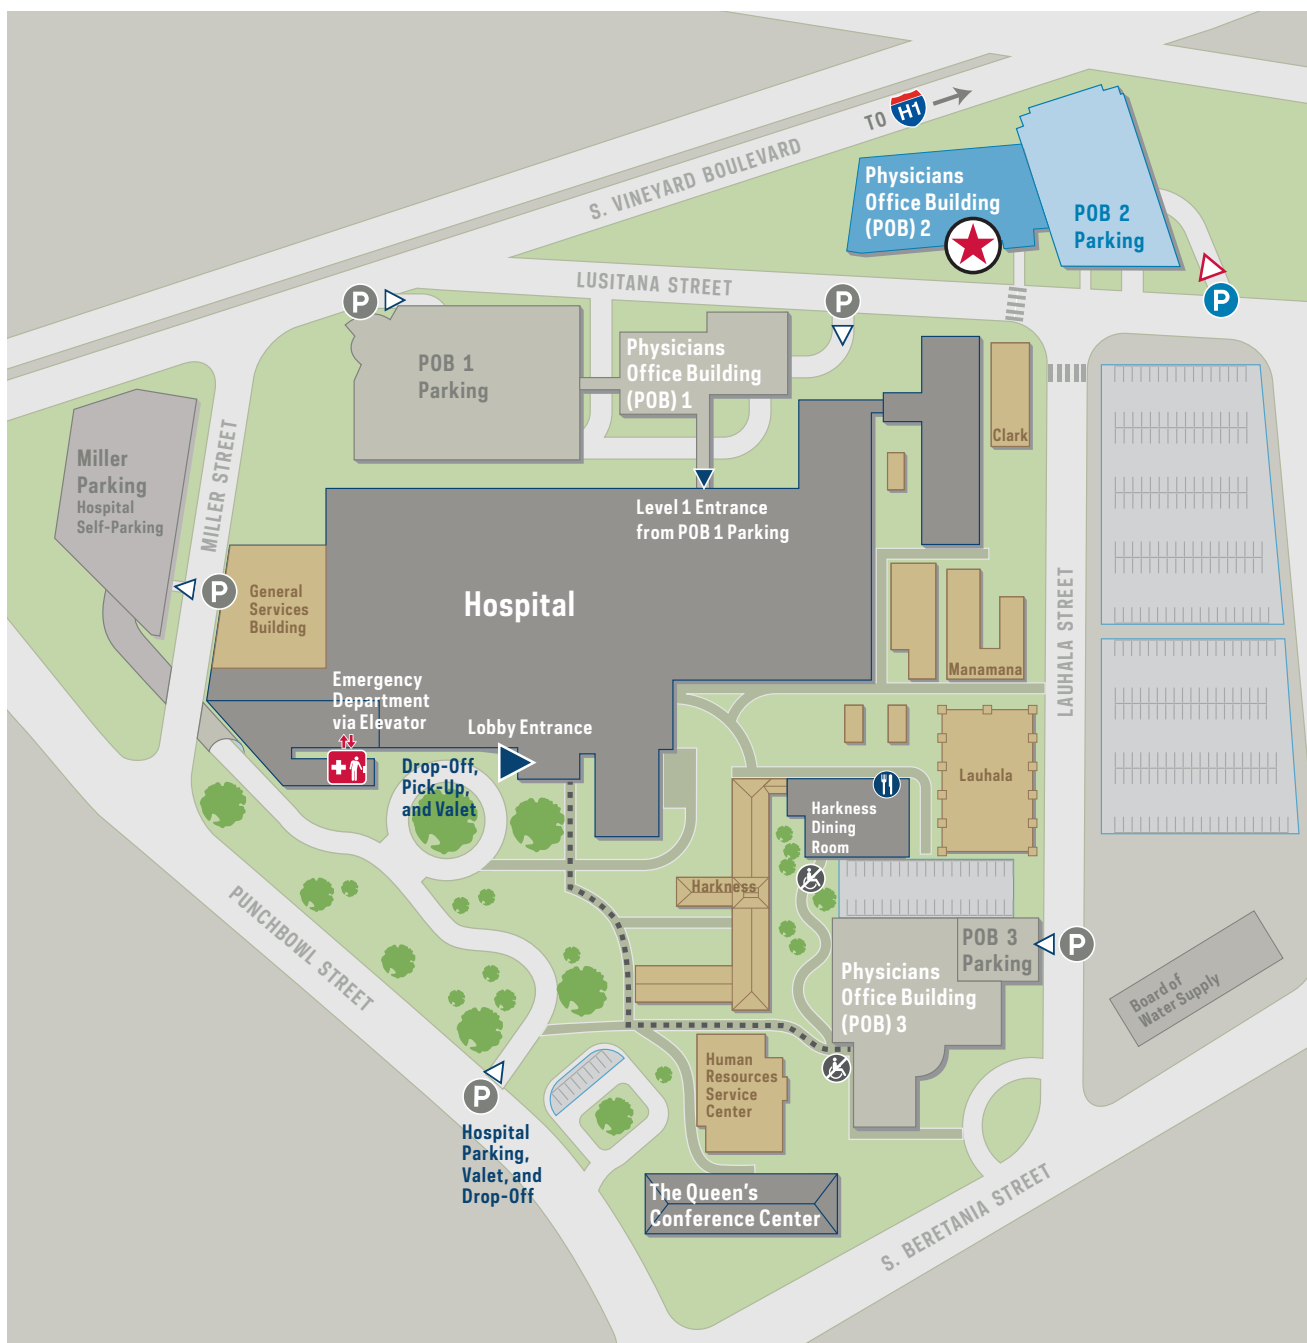 TO H1
S. VINEYARD BOULEVARD
Physicians
Office Building
(POB) 2
POB 2
Parking
LUSITANA STREET
P
P
P
POB 1
Parking
Physicians
Office Building
(POB) 1
Clark
Miller
Parking
Hospital
Self-Parking
MILLER STREET
P
Level 1 Entrance
from POB 1 Parking
General
Services
Building
Hospital
LAUHALA STREET
Manamana
Emergency
Department
via Elevator
Lobby Entrance
Drop-Off,
Pick-Up,
and Valet
Harkness
Dining
Room
Lauhala
Harkness
PUNCHBOWL STREET
POB 3
Parking
P
Physicians
Office Building
(POB) 3
Board of
Water Supply
Human
Resources
Service
Center
P
Hospital
Parking,
Valet, and
Drop-Off
The Queen's
Conference Center
S. BERETANIA STREET